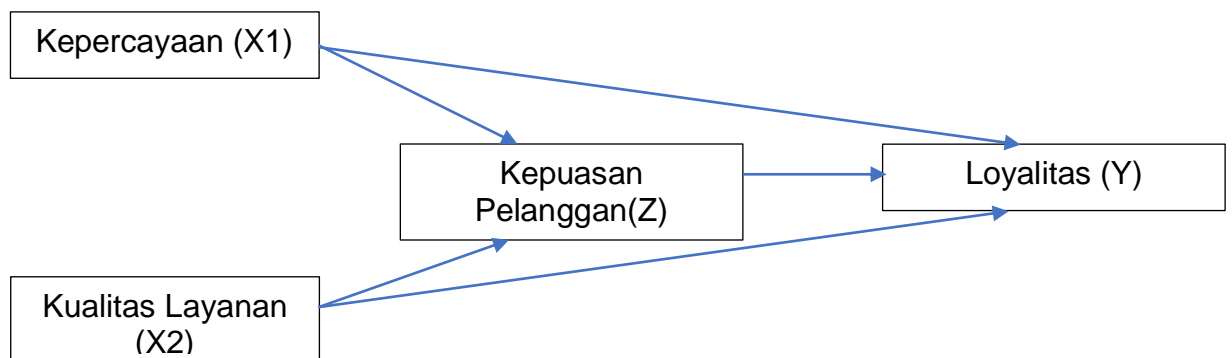 Kepercayaan (X1)
Kepuasan
Pelanggan(Z)
Loyalitas (Y)
Kualitas Layanan
(X2)